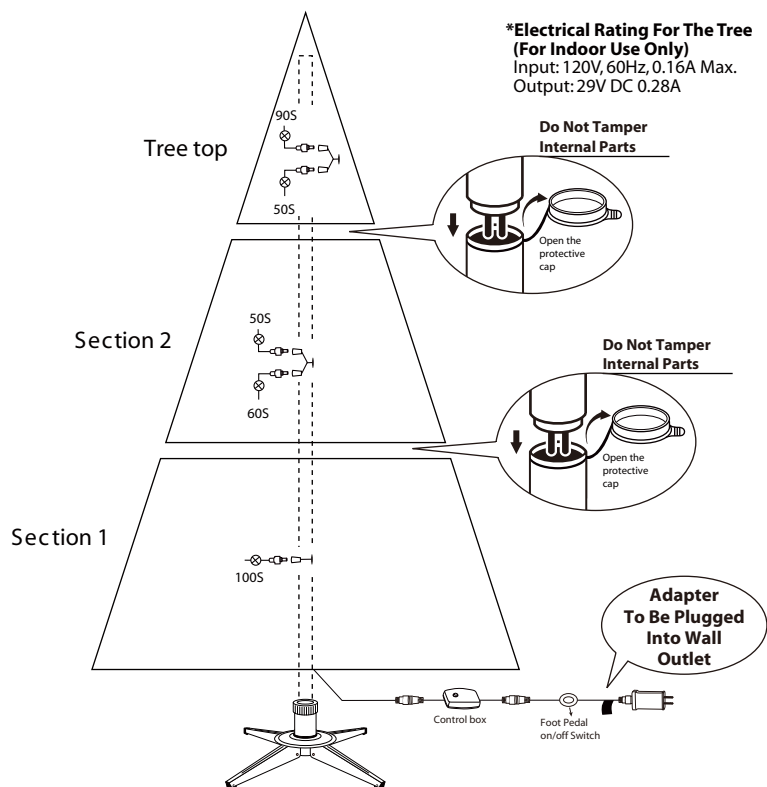 *Electrical Rating For The Tree
(For Indoor Use Only)
Input: 120V, 60Hz, 0.16A Max.
Output: 29V DC 0.28A
90S
Tree top
50S
Do Not Tamper
Internal Parts
Open the
protective
cap
50S
Section 2
60S
Do Not Tamper
Internal Parts
Open the
protective
cap
Section 1
100S
Adapter
To Be Plugged
Into Wall
Outlet
Control box
Foot Pedal
on/off Switch